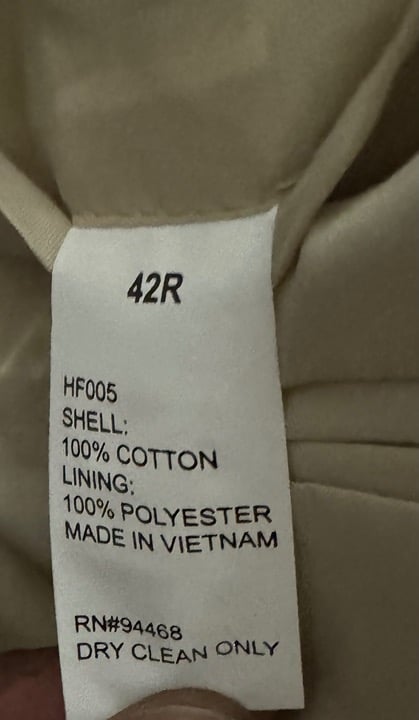 42R
HF005
SHELL:
100% COTTON
LINING:
100% POLYESTER
MADE IN VIETNAM
RN#94468
DRY CLEAN ONLY